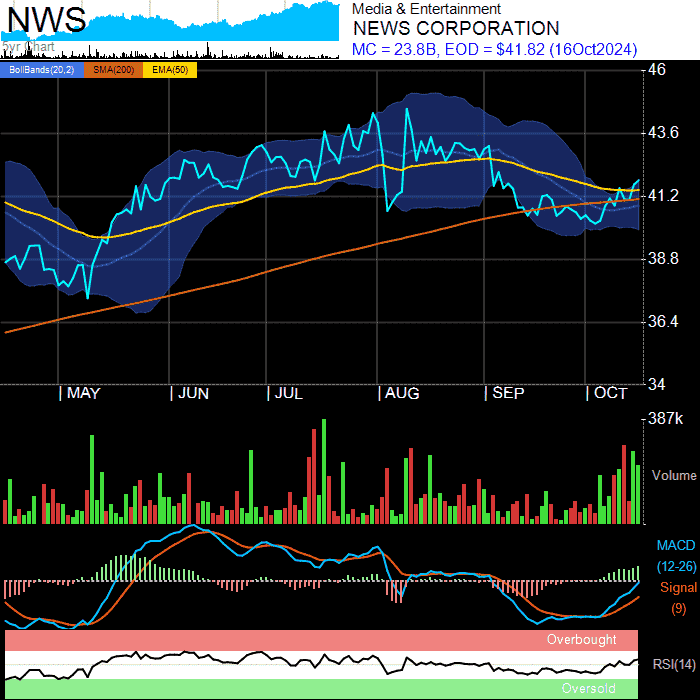 NWS
5yr Chart
Media & Entertainment
NEWS CORPORATION
MC = 23.8B, EOD = $41.82 (16Oct2024)
BollBands(20,2) SMA(200) EMA(50)
46
43.6
41.2
38.8
36.4
34
| MAY | JUN | JUL | AUG | SEP | OCT
387k
Volume
MACD
(12-26)
Signal
(9)
Overbought
RSI(14)
Oversold